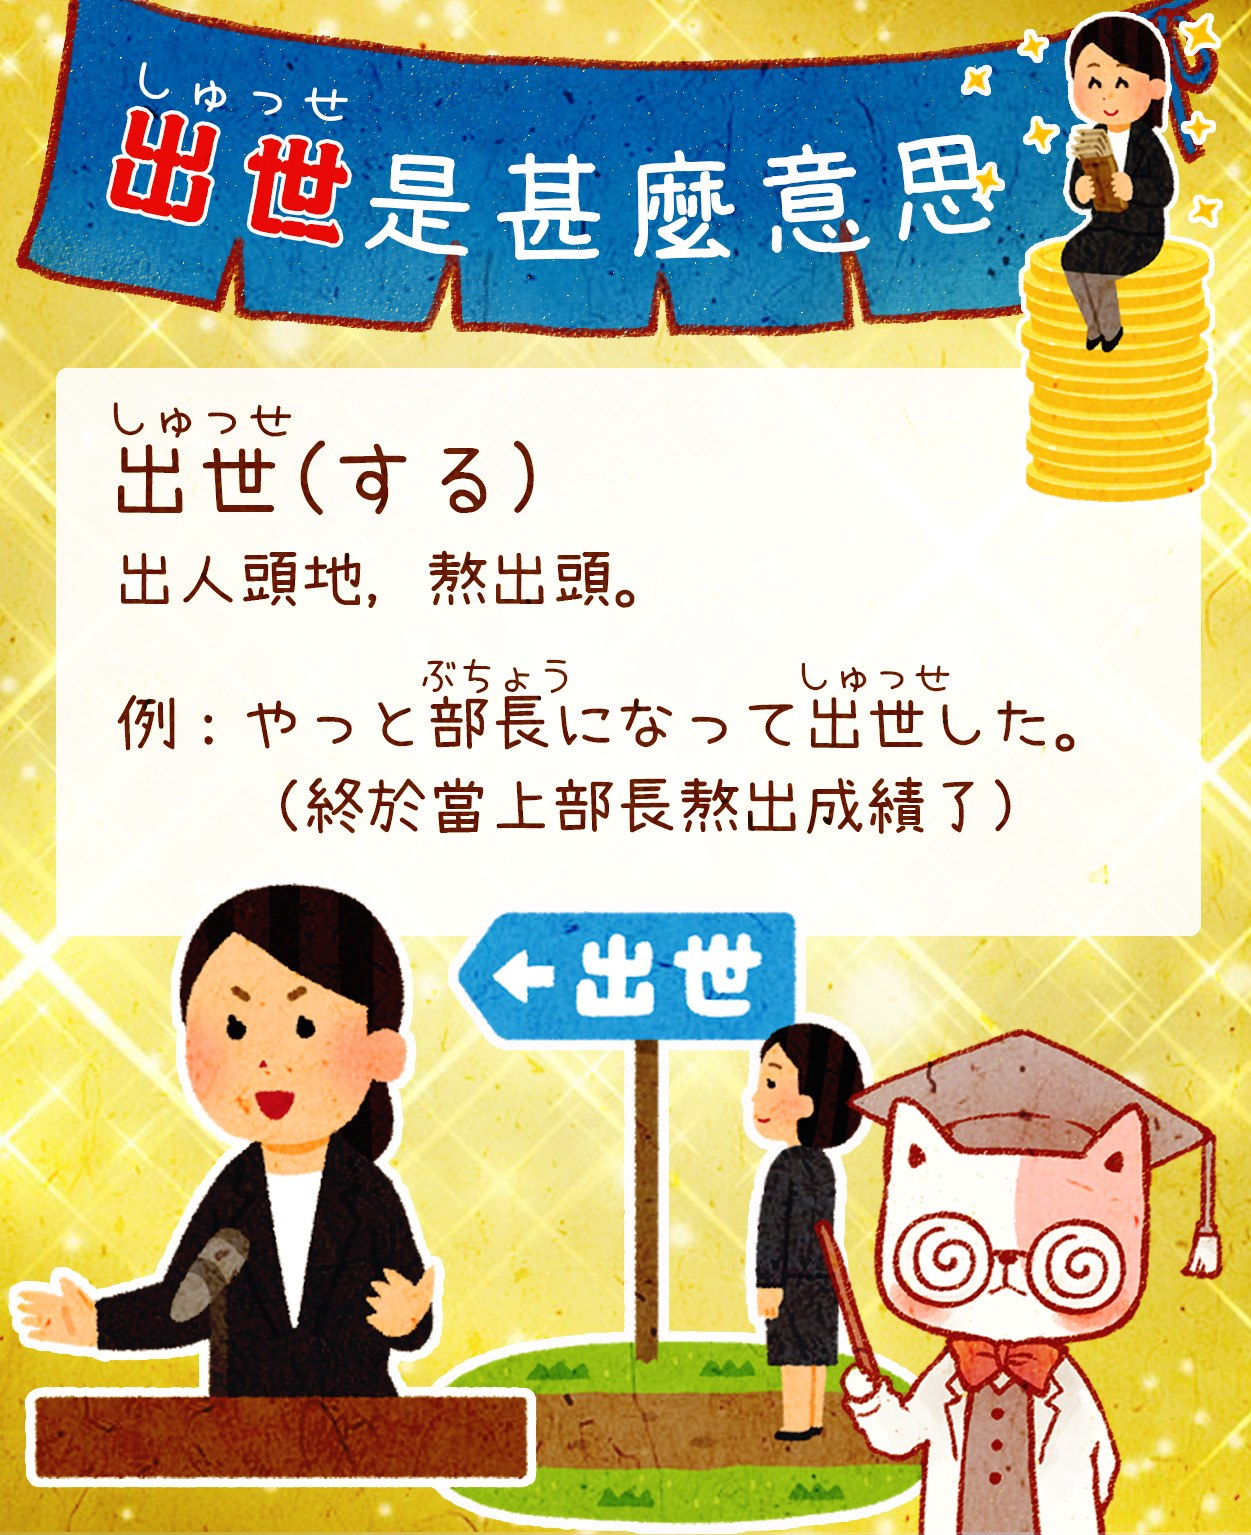 しゅっせ
出世是甚麼意思
しゅっせ
出世(する)
出人頭地，熬出頭。
ぶちょう しゅっせ
例：やっと部長になって出世した。
（終於當上部長熬出成績了）
←出世